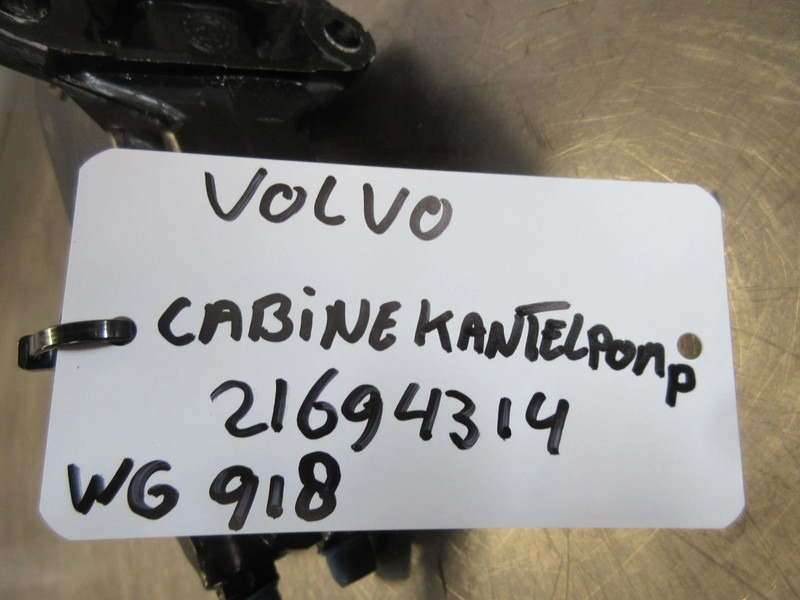 VOLVO
CABINE KANTELPOMP
21694314
WG 918